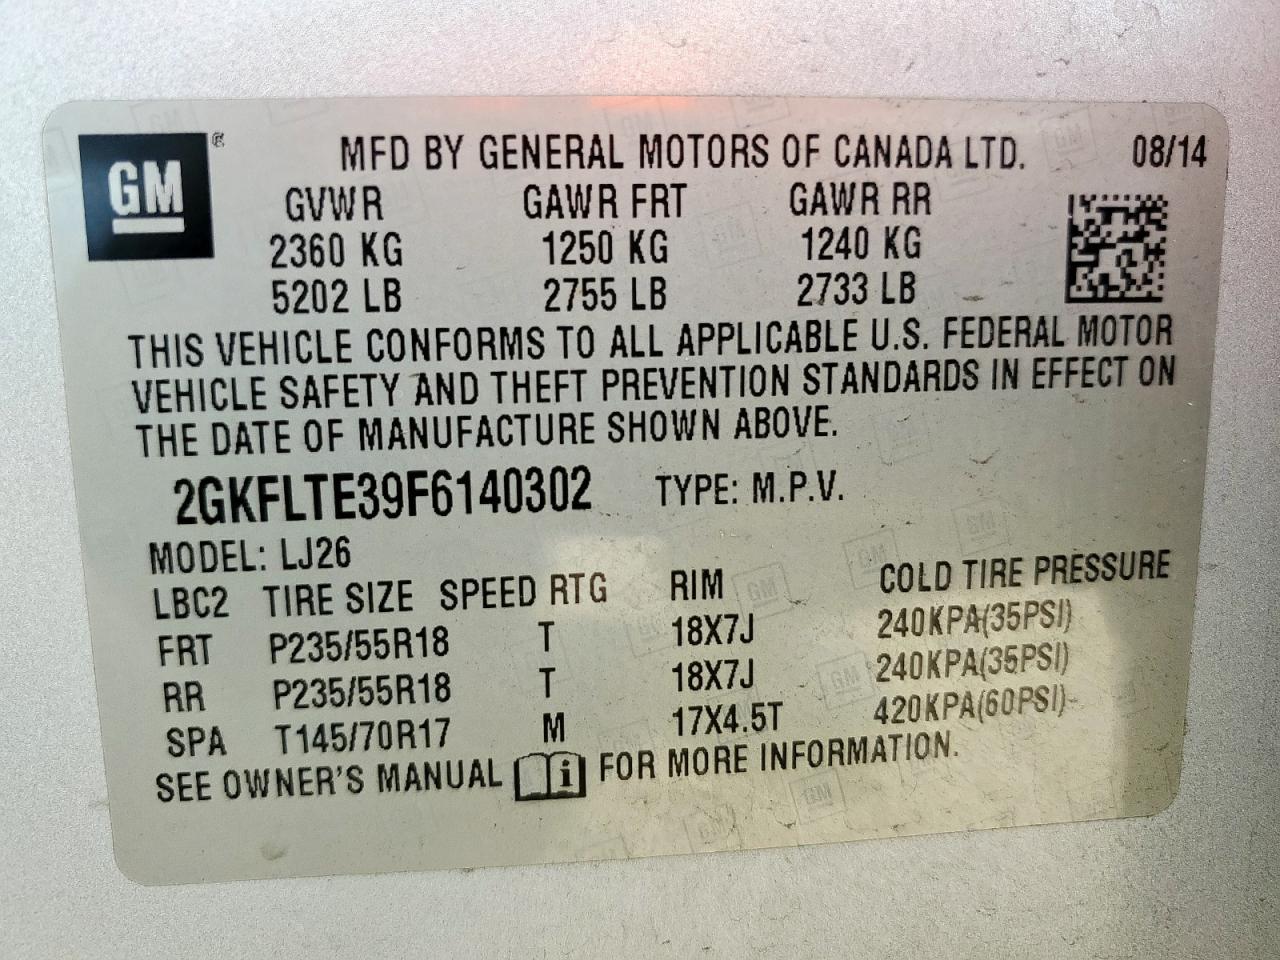 GM ®
MFD BY GENERAL MOTORS OF CANADA LTD. 08/14
GVWR GAWR FRT GAWR RR
2360 KG 1250 KG 1240 KG
5202 LB 2755 LB 2733 LB
THIS VEHICLE CONFORMS TO ALL APPLICABLE U.S. FEDERAL MOTOR
VEHICLE SAFETY AND THEFT PREVENTION STANDARDS IN EFFECT ON
THE DATE OF MANUFACTURE SHOWN ABOVE.
2GKFLTE39F6140302 TYPE: M.P.V.
MODEL: LJ26
LBC2 TIRE SIZE SPEED RTG RIM COLD TIRE PRESSURE
FRT P235/55R18 T 18X7J 240KPA(35PSI)
RR P235/55R18 T 18X7J 240KPA(35PSI)
SPA T145/70R17 M 17X4.5T 420KPA(60PSI)
SEE OWNER'S MANUAL i FOR MORE INFORMATION.